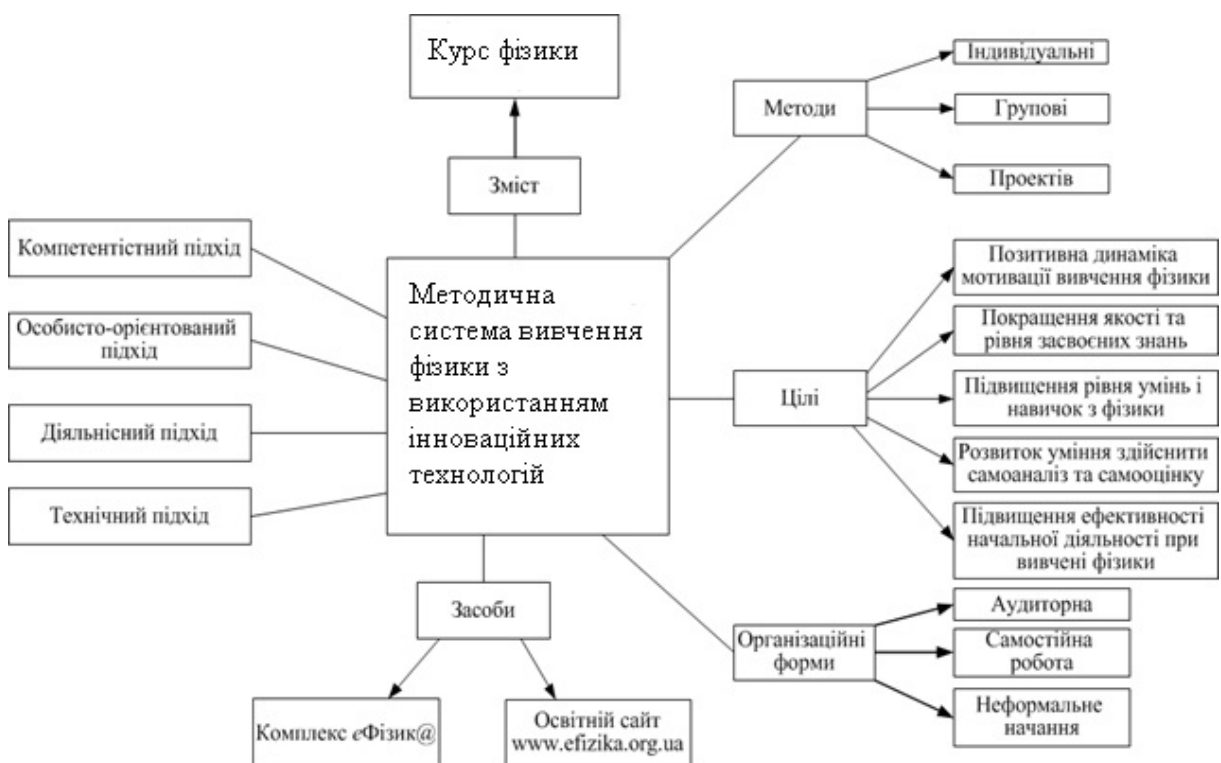 Курс фізики
Зміст
Компетентістний підхід
Особисто-орієнтований
підхід
Діяльнісний підхід
Технічний підхід
Методична
система вивчення
фізики з
використанням
інноваційних
технологій
Засоби
Комплекс еФізик@
Освітній сайт
www.efizika.org.ua
Методи
Індивідуальні
Групові
Проектів
Цілі
Позитивна динаміка
мотивації вивчення фізики
Покращення якості та
рівня засвоєних знань
Підвищення рівня умінь і
навичок з фізики
Розвиток уміння здійснити
самоаналіз та самооцінку
Підвищення ефективності
начальної діяльності при
вивчені фізики
Організаційні
форми
Аудиторна
Самостійна
робота
Неформальне
начання